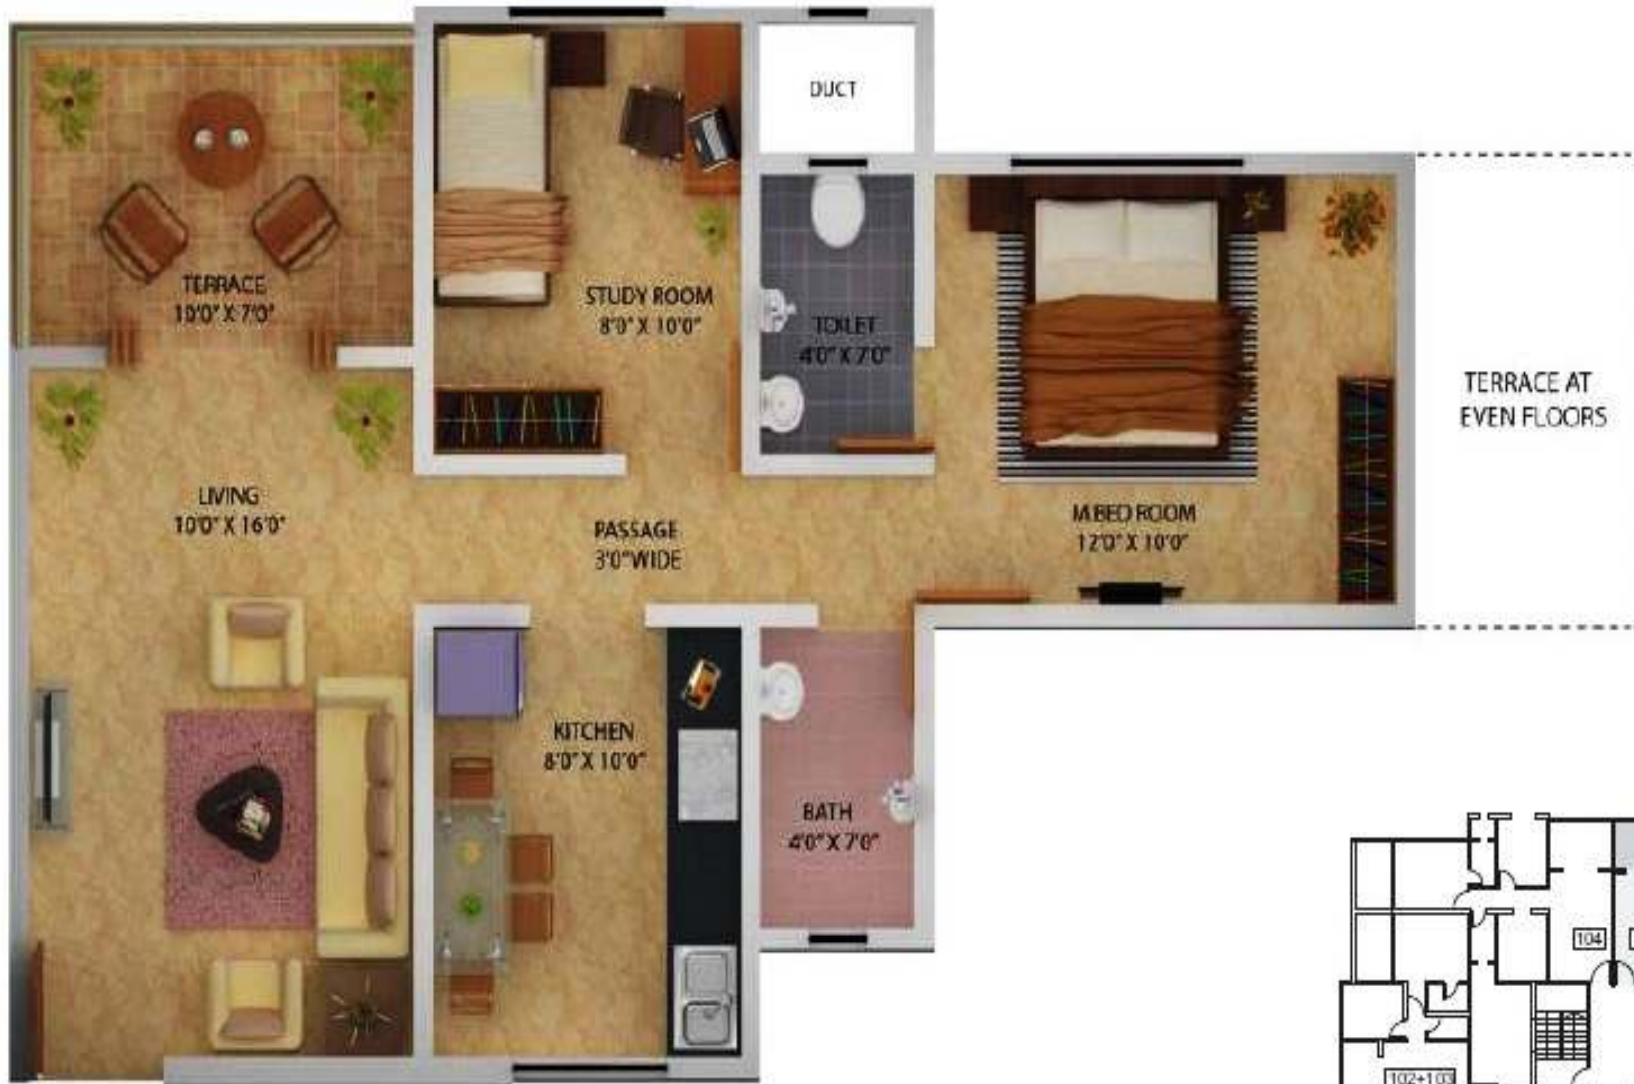 DUCT
TERRACE
10'0" X 7'0"
STUDY ROOM
8'0" X 10'0"
TOILET
4'0" X 7'0"
TERRACE AT
EVEN FLOORS
LIVING
10'0" X 16'0"
PASSAGE
3'0" WIDE
M.BED ROOM
12'0" X 10'0"
KITCHEN
8'0" X 10'0"
BATH
4'0" X 7'0"
104
102+103